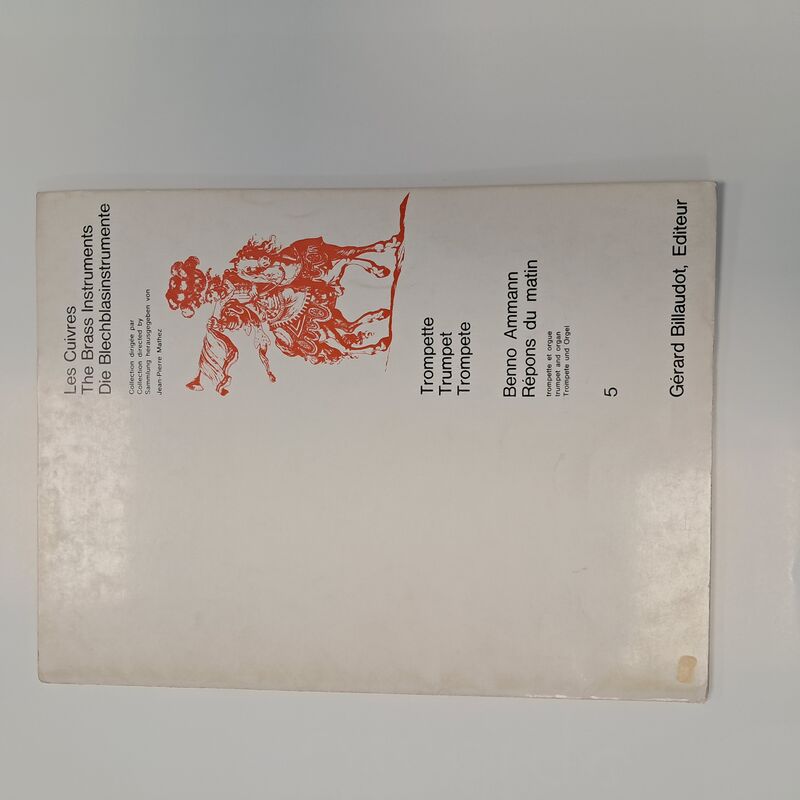 Les Cuivres
The Brass Instruments
Die Blechblasinstrumente
Collection dirigée par
Collection directed by
Sammlung herausgegeben von
Jean-Pierre Mathez
Trompette
Trumpet
Trompete
Benno Ammann
Répons du matin
trompette et orgue
trumpet and organ
Trompete und Orgel
5
Gérard Billaudot, Editeur